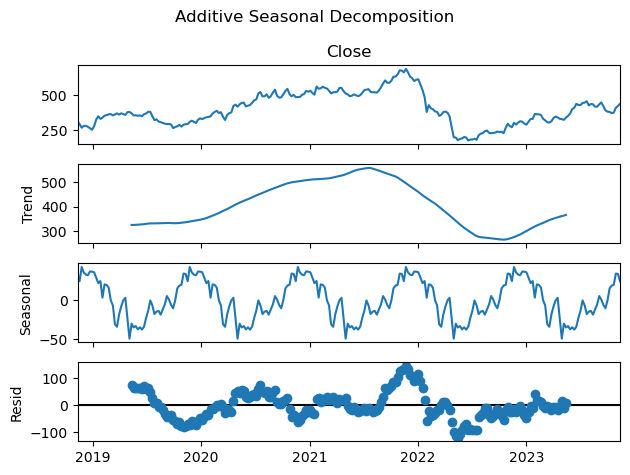 Additive Seasonal Decomposition
Close
500
250
Trend
500
400
300
Seasonal
0
−50
Resid
100
0
−100
2019 2020 2021 2022 2023